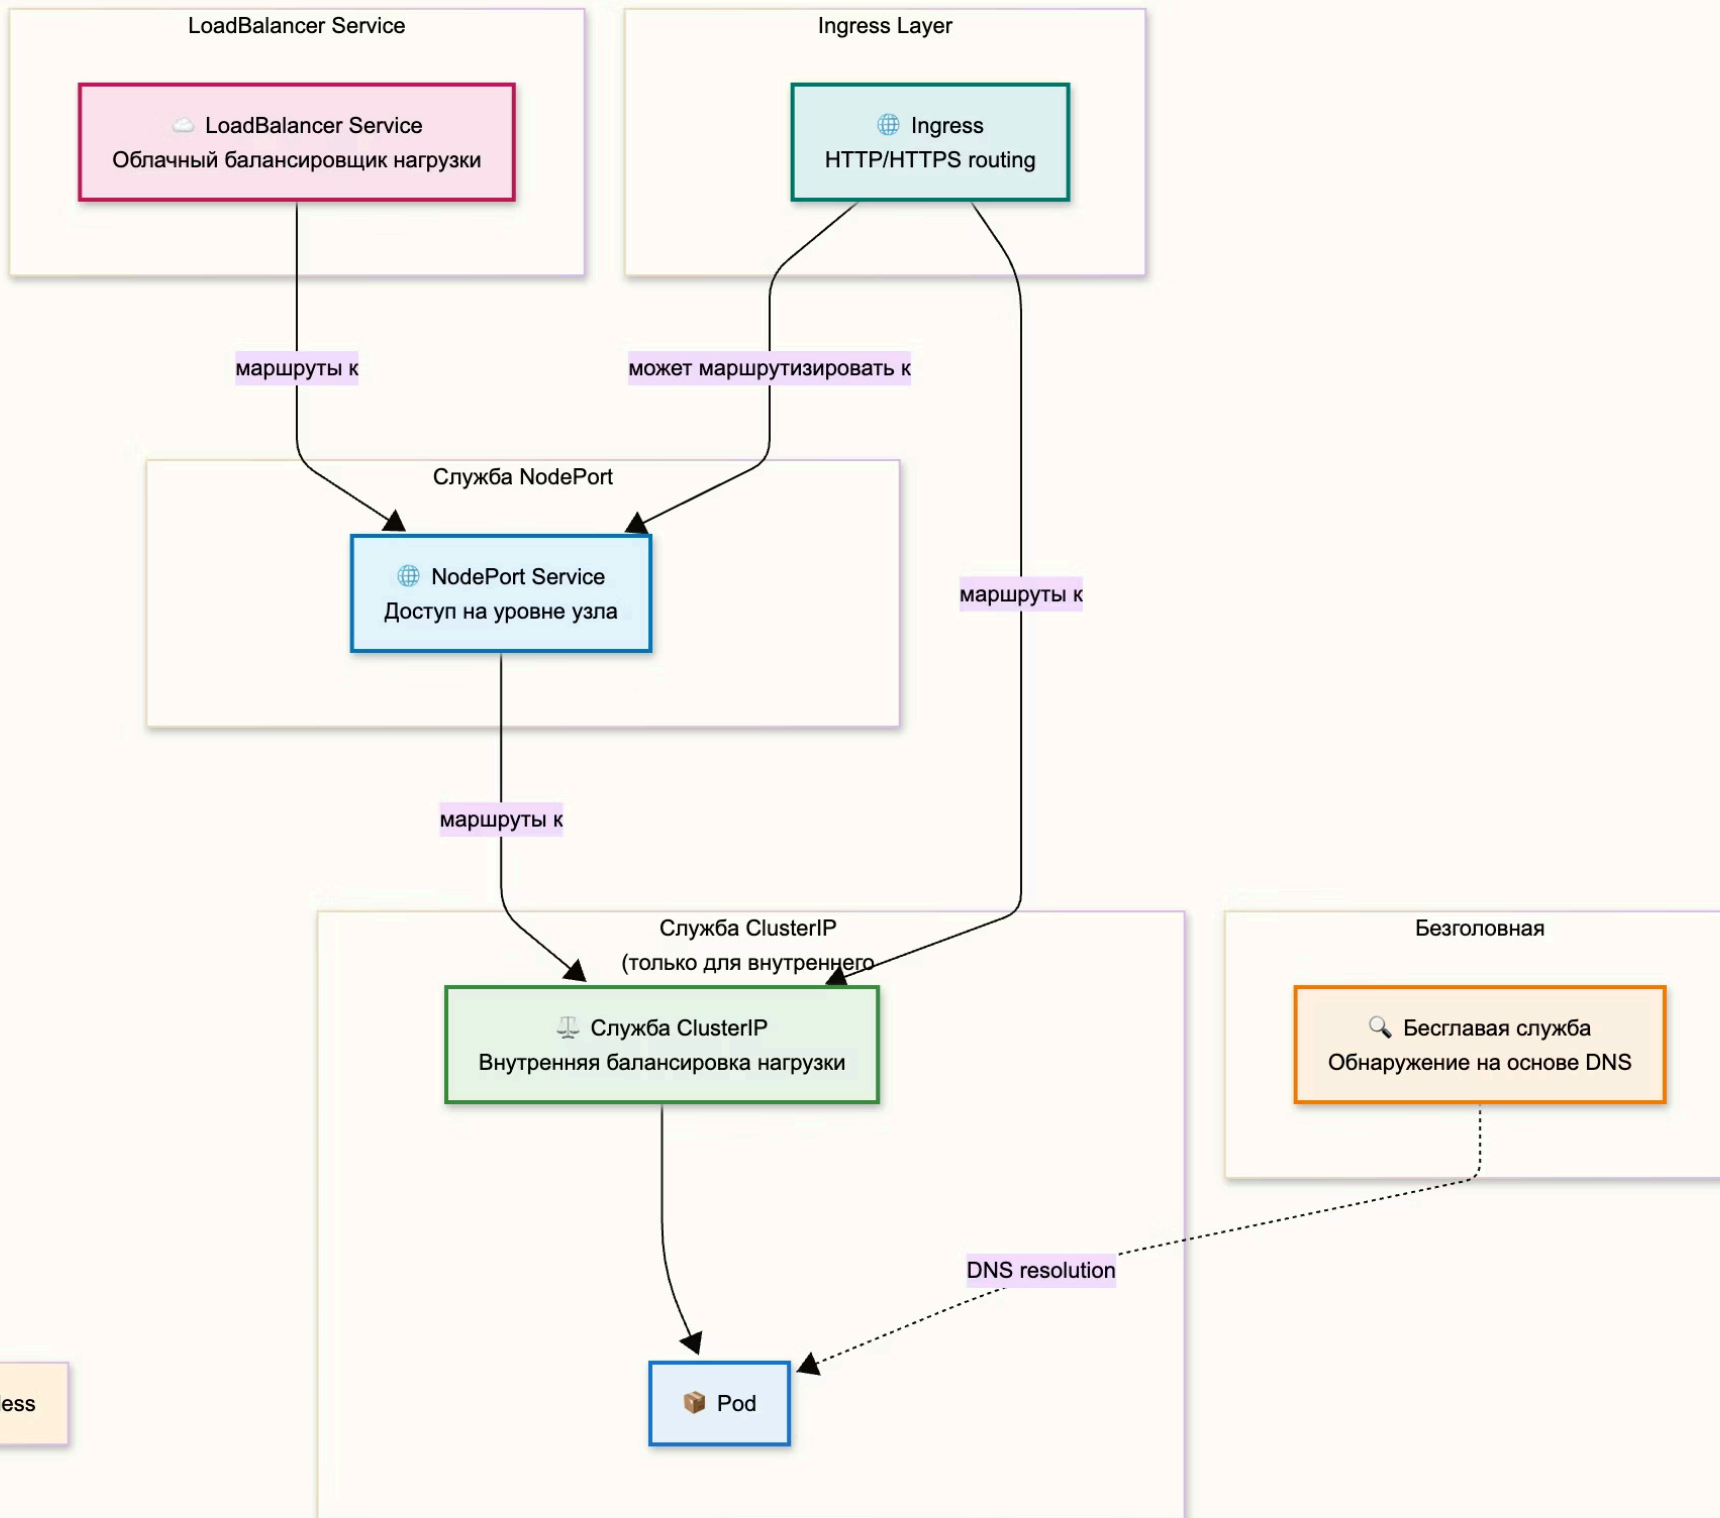 LoadBalancer Service
Ingress Layer
LoadBalancer Service
Облачный балансировщик нагрузки
Ingress
HTTP/HTTPS routing
маршруты к
может маршрутизировать к
Служба NodePort
NodePort Service
Доступ на уровне узла
маршруты к
маршруты к
Служба ClusterIP
(только для внутреннего
Безголовная
Служба ClusterIP
Внутренняя балансировка нагрузки
Бесглавая служба
Обнаружение на основе DNS
DNS resolution
Pod